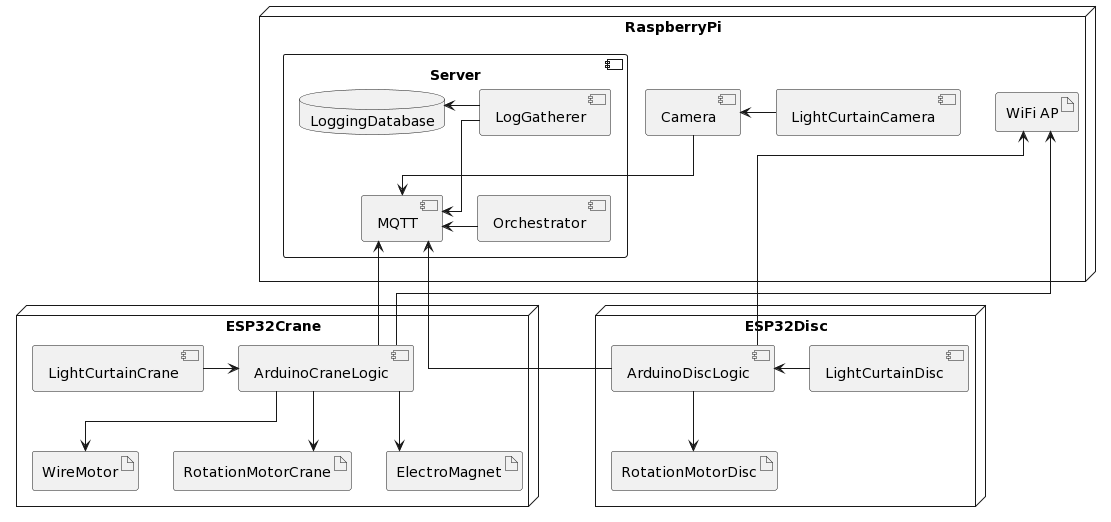 RaspberryPi
Server
LoggingDatabase
LogGatherer
Camera
LightCurtainCamera
WiFi AP
MQTT
Orchestrator
ESP32Crane
ESP32Disc
LightCurtainCrane
ArduinoCraneLogic
ArduinoDiscLogic
LightCurtainDisc
WireMotor
RotationMotorCrane
ElectroMagnet
RotationMotorDisc